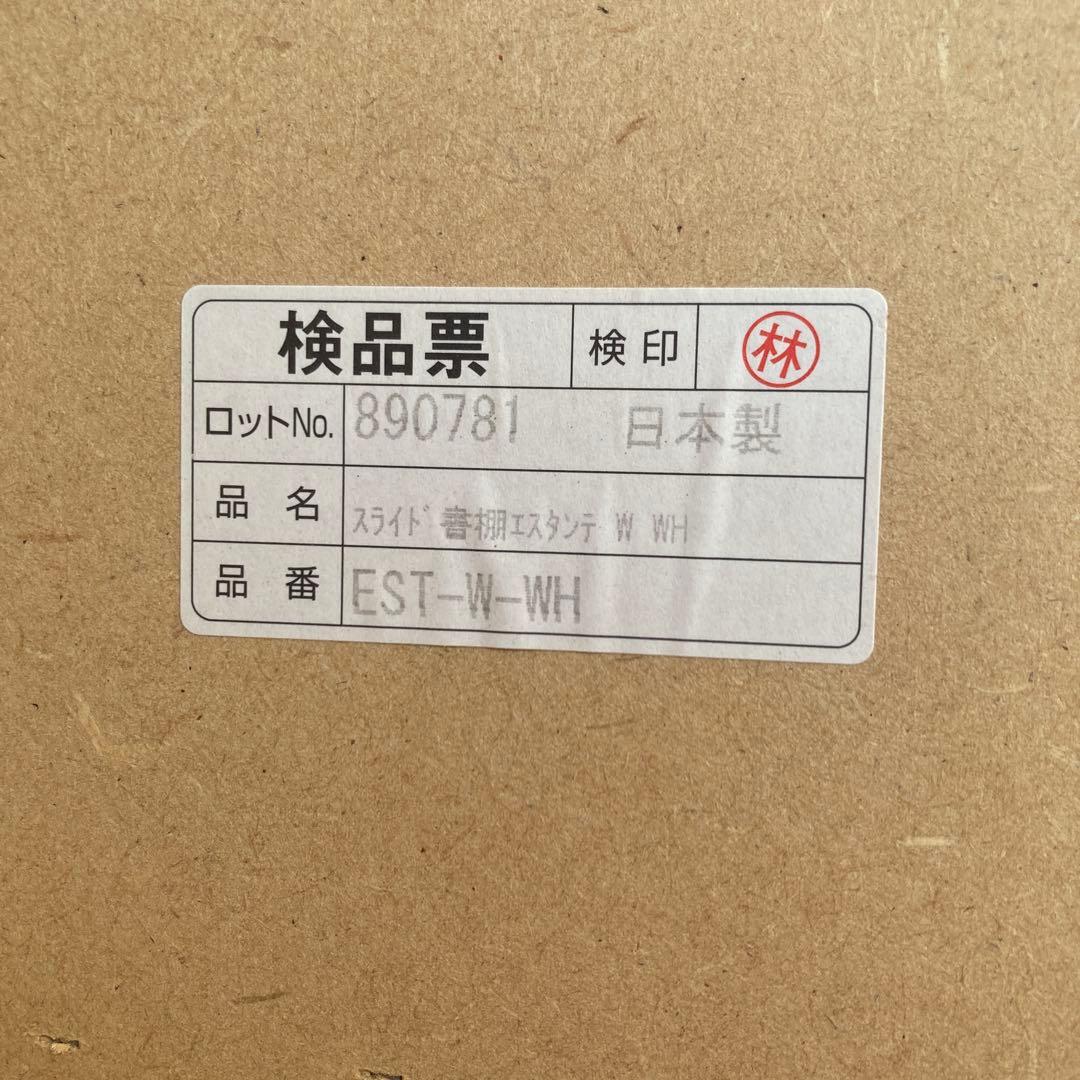 検品票 検印 林
ロットNo. 890781 日本製
品名 ｽﾗｲﾄﾞ書棚ｴｽﾀﾝﾃ W WH
品番 EST-W-WH